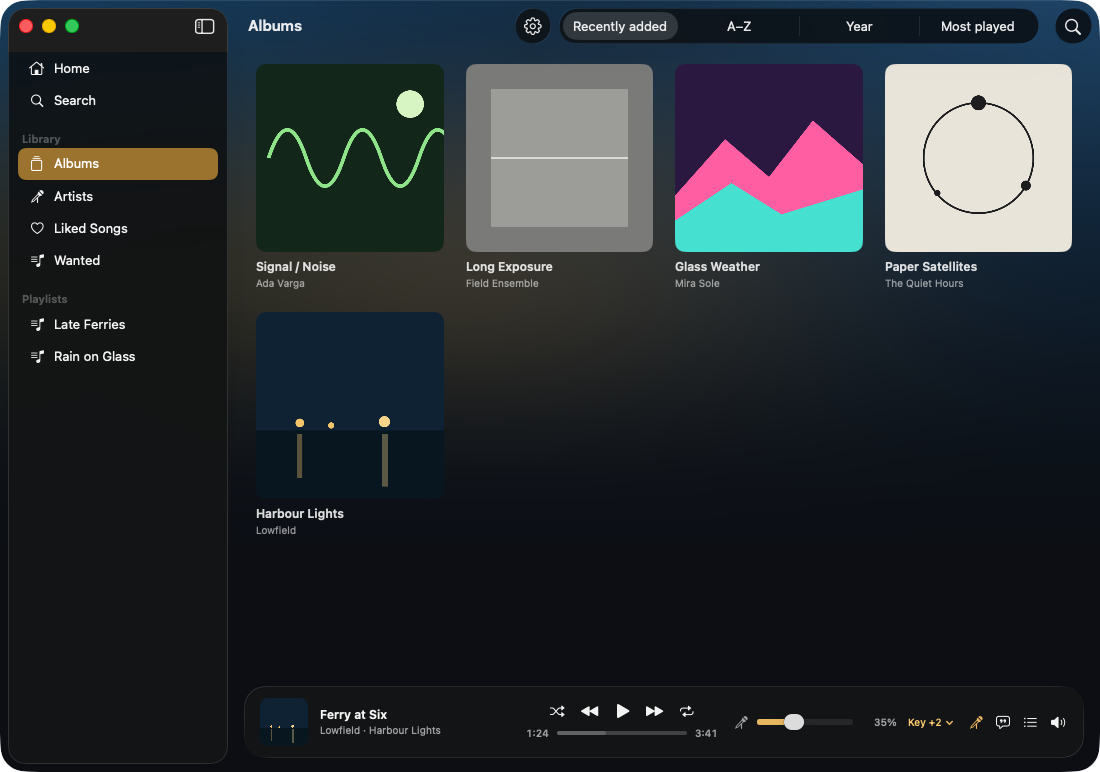 Albums
Recently added
A–Z
Year
Most played
Home
Search
Library
Albums
Artists
Liked Songs
Wanted
Playlists
Late Ferries
Rain on Glass
Signal / Noise
Ada Varga
Long Exposure
Field Ensemble
Glass Weather
Mira Sole
Paper Satellites
The Quiet Hours
Harbour Lights
Lowfield
Ferry at Six
Lowfield · Harbour Lights
1:24
3:41
35%
Key +2